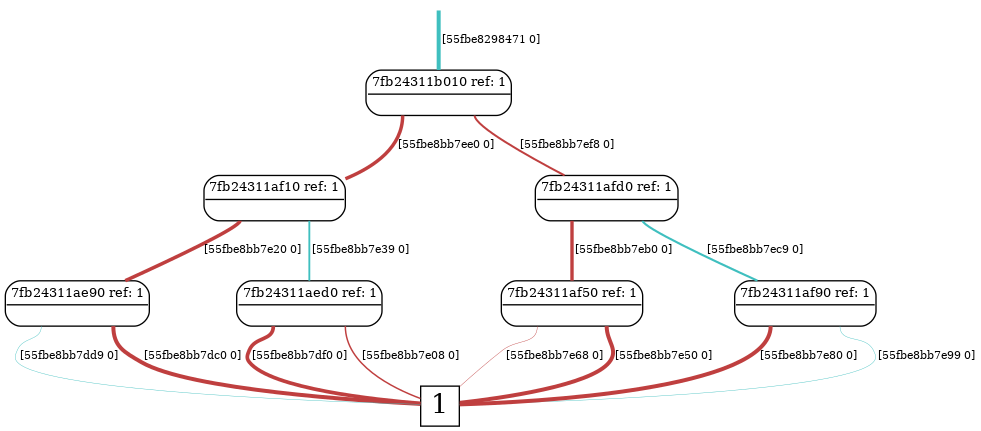 [55fbe8298471 0]
7fb24311b010 ref: 1
[55fbe8bb7ee0 0]
[55fbe8bb7ef8 0]
7fb24311af10 ref: 1
7fb24311afd0 ref: 1
[55fbe8bb7e20 0]
[55fbe8bb7e39 0]
[55fbe8bb7eb0 0]
[55fbe8bb7ec9 0]
7fb24311ae90 ref: 1
7fb24311aed0 ref: 1
7fb24311af50 ref: 1
7fb24311af90 ref: 1
[55fbe8bb7dd9 0]
[55fbe8bb7dc0 0]
[55fbe8bb7df0 0]
[55fbe8bb7e08 0]
[55fbe8bb7e68 0]
[55fbe8bb7e50 0]
[55fbe8bb7e80 0]
[55fbe8bb7e99 0]
1